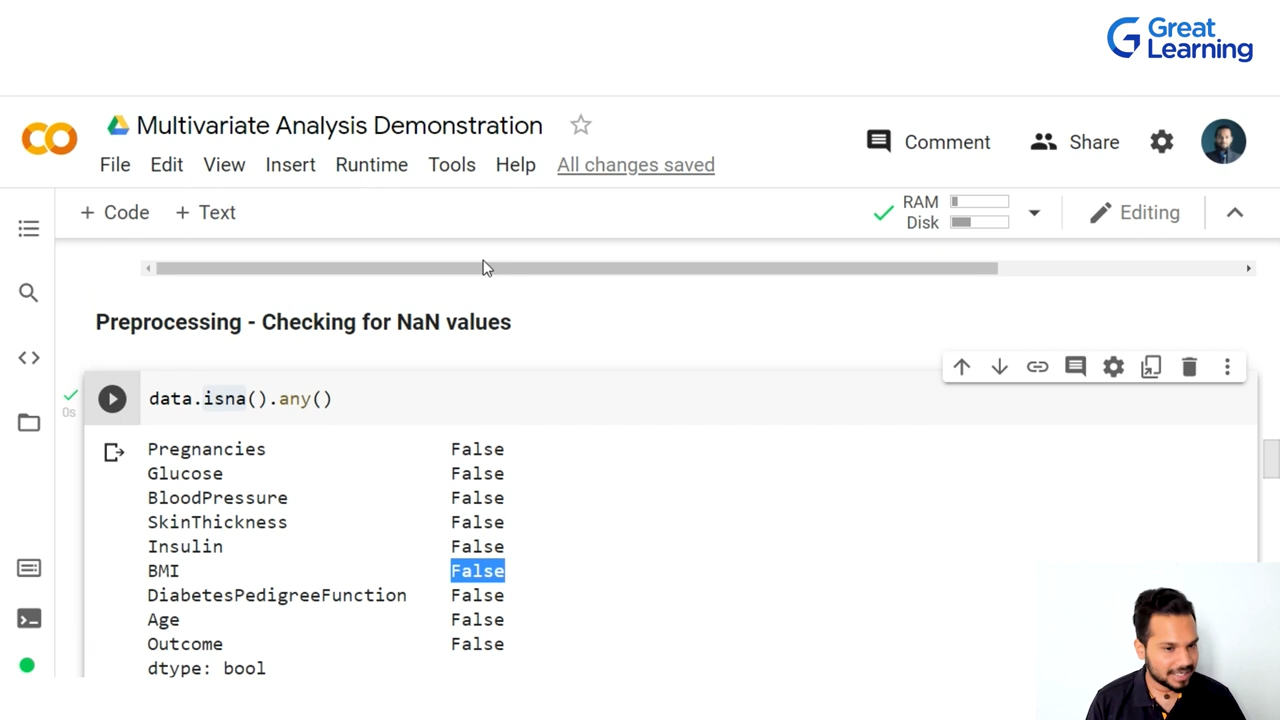 Great
Learning
Multivariate Analysis Demonstration
File Edit View Insert Runtime Tools Help All changes saved
Comment Share
+ Code + Text
RAM
Disk
Editing
Preprocessing - Checking for NaN values
0s
data.isna().any()
Pregnancies False
Glucose False
BloodPressure False
SkinThickness False
Insulin False
BMI False
DiabetesPedigreeFunction False
Age False
Outcome False
dtype: bool